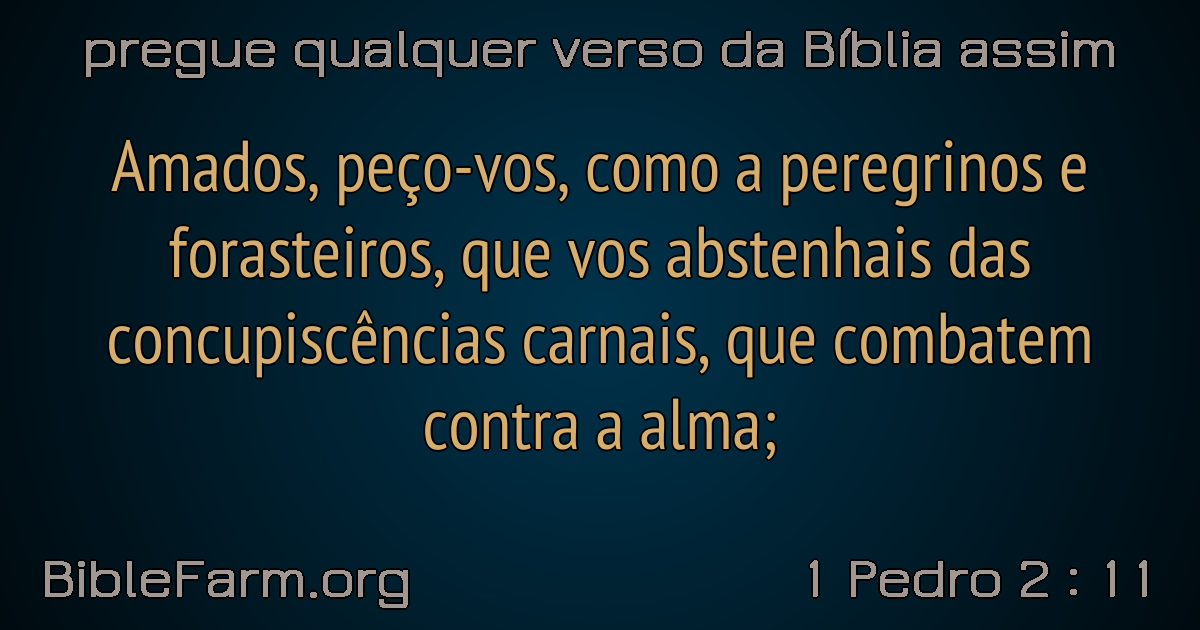 pregue qualquer verso da Bíblia assim
Amados, peço-vos, como a peregrinos e
forasteiros, que vos abstenhais das
concupiscências carnais, que combatem
contra a alma;
BibleFarm.org
1 Pedro 2 : 11